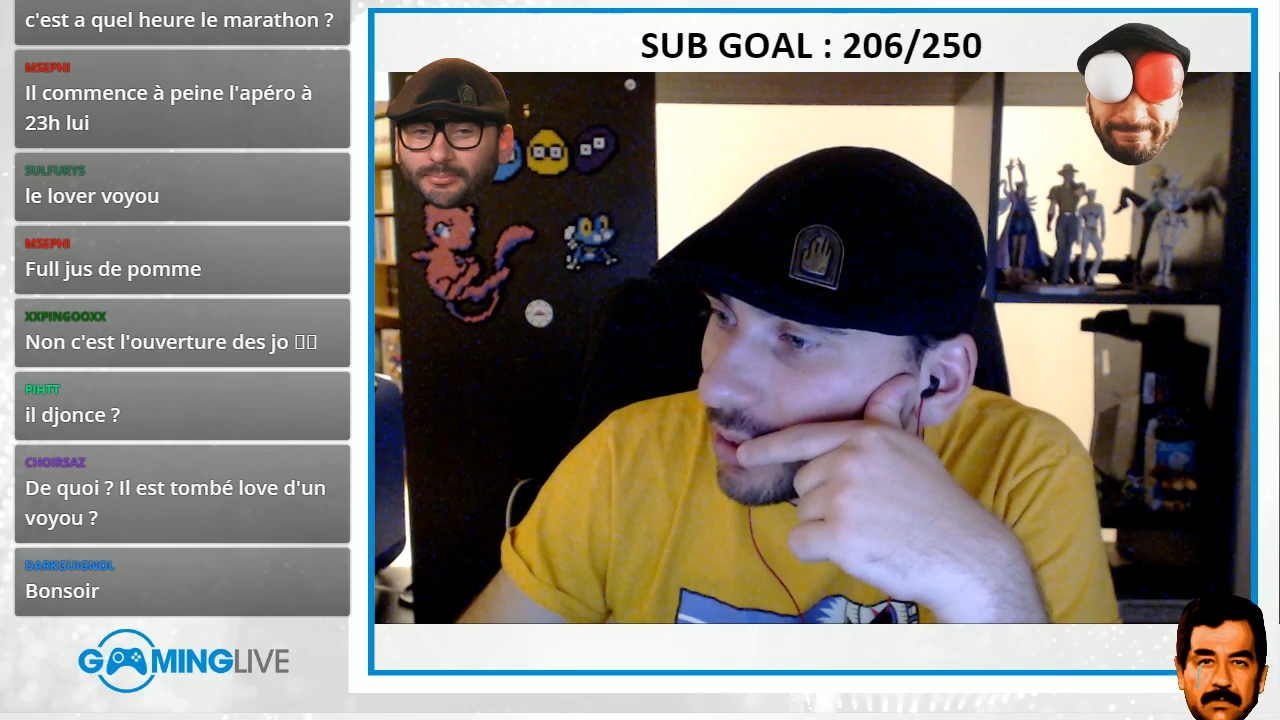 c'est a quel heure le marathon ?
MSEPHI
Il commence à peine l'apéro à
23h lui
SULFURYS
le lover voyou
MSEPHI
Full jus de pomme
XXPINGOOXX
Non c'est l'ouverture des jo
PIHTT
il djonce ?
CHOIRSAZ
De quoi ? Il est tombé love d'un
voyou ?
DARKGUIGNOL
Bonsoir
GAMINGLIVE
SUB GOAL : 206/250